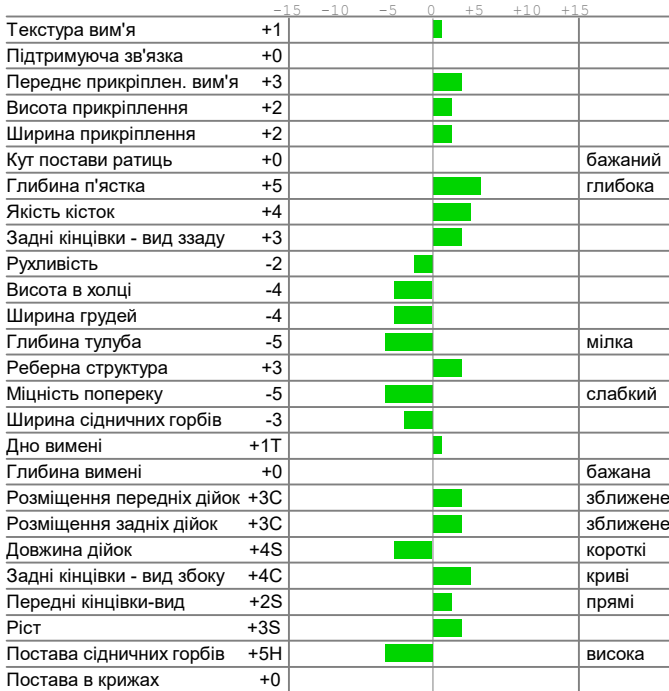 -15 -10 -5 0 +5 +10 +15
Текстура вим'я +1
Підтримуюча зв'язка +0
Переднє прикріплен. вим'я +3
Висота прикріплення +2
Ширина прикріплення +2
Кут постави ратиць +0 бажаний
Глибина п'ястка +5 глибока
Якість кісток +4
Задні кінцівки - вид ззаду +3
Рухливість -2
Висота в холці -4
Ширина грудей -4
Глибина тулуба -5 мілка
Реберна структура +3
Міцність попереку -5 слабкий
Ширина сідничних горбів -3
Дно вимені +1T
Глибина вимені +0 бажана
Розміщення передніх дійок +3C зближене
Розміщення задніх дійок +3C зближене
Довжина дійок +4S короткі
Задні кінцівки - вид збоку +4C криві
Передні кінцівки-вид +2S прямі
Ріст +3S
Постава сідничних горбів +5H висока
Постава в крижах +0